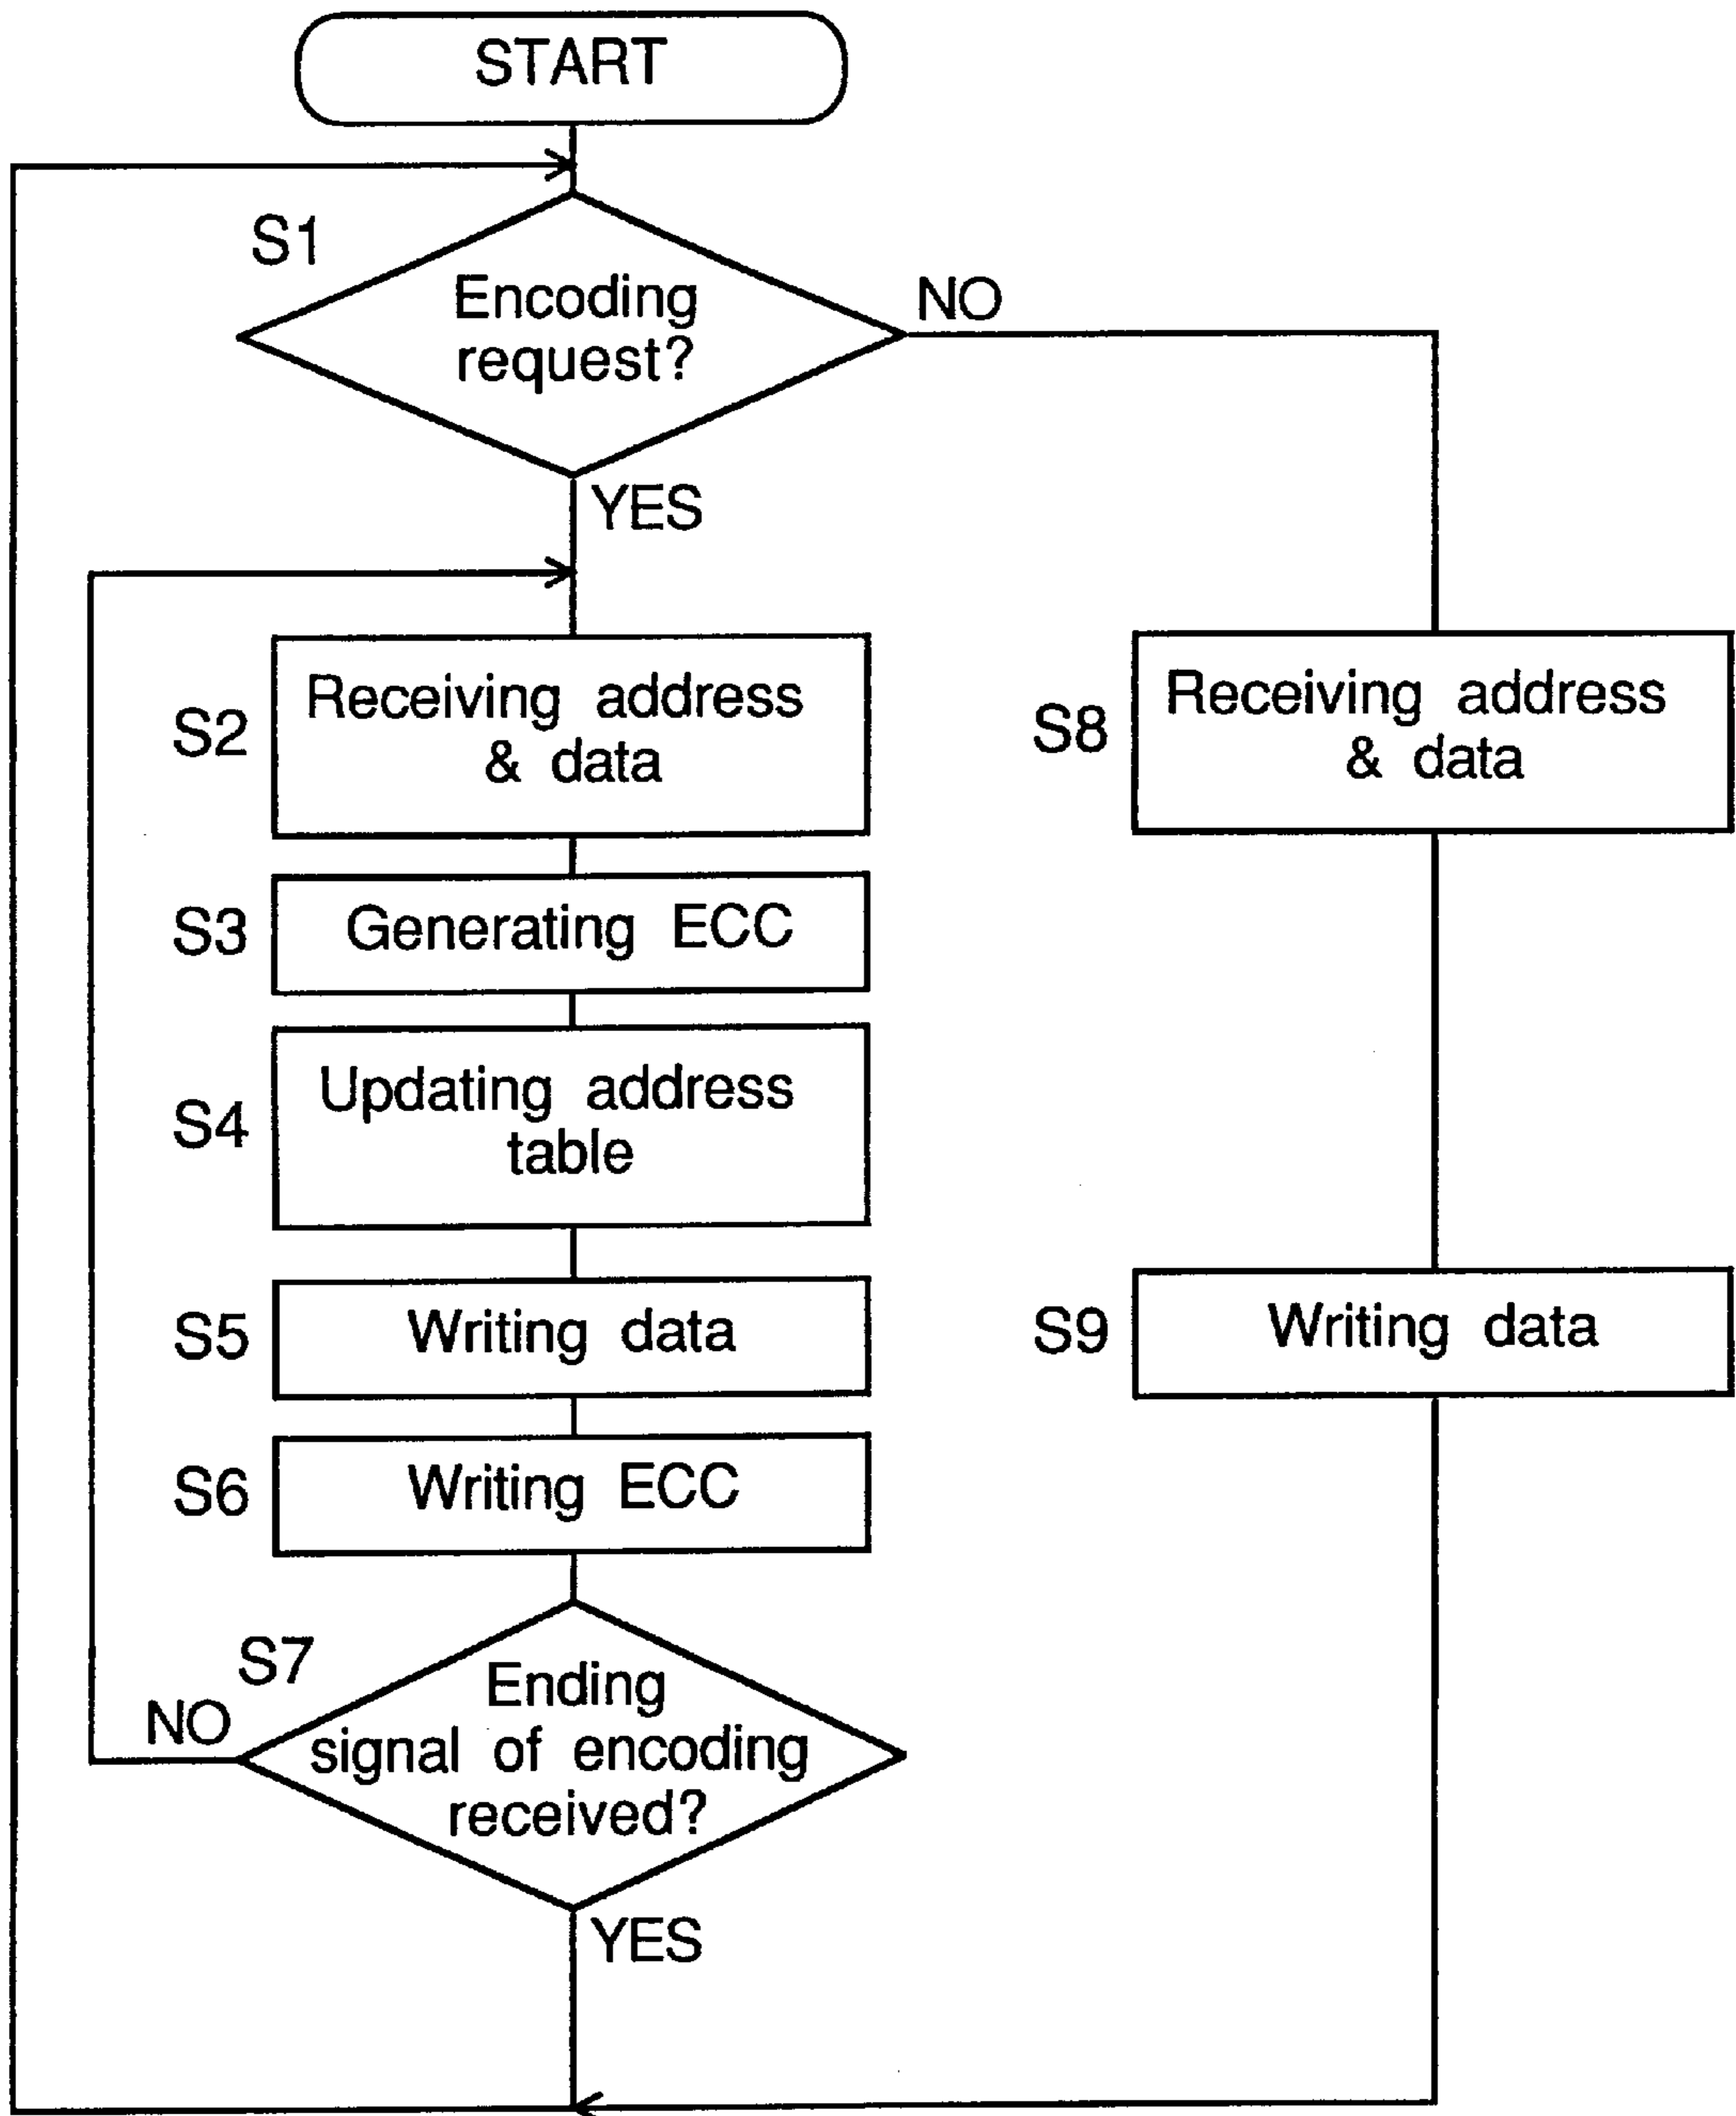 START
S1
Encoding
request?
NO
YES
S2
Receiving address
& data
S8
Receiving address
& data
S3
Generating ECC
S4
Updating address
table
S5
Writing data
S9
Writing data
S6
Writing ECC
S7
NO
Ending
signal of encoding
received?
YES